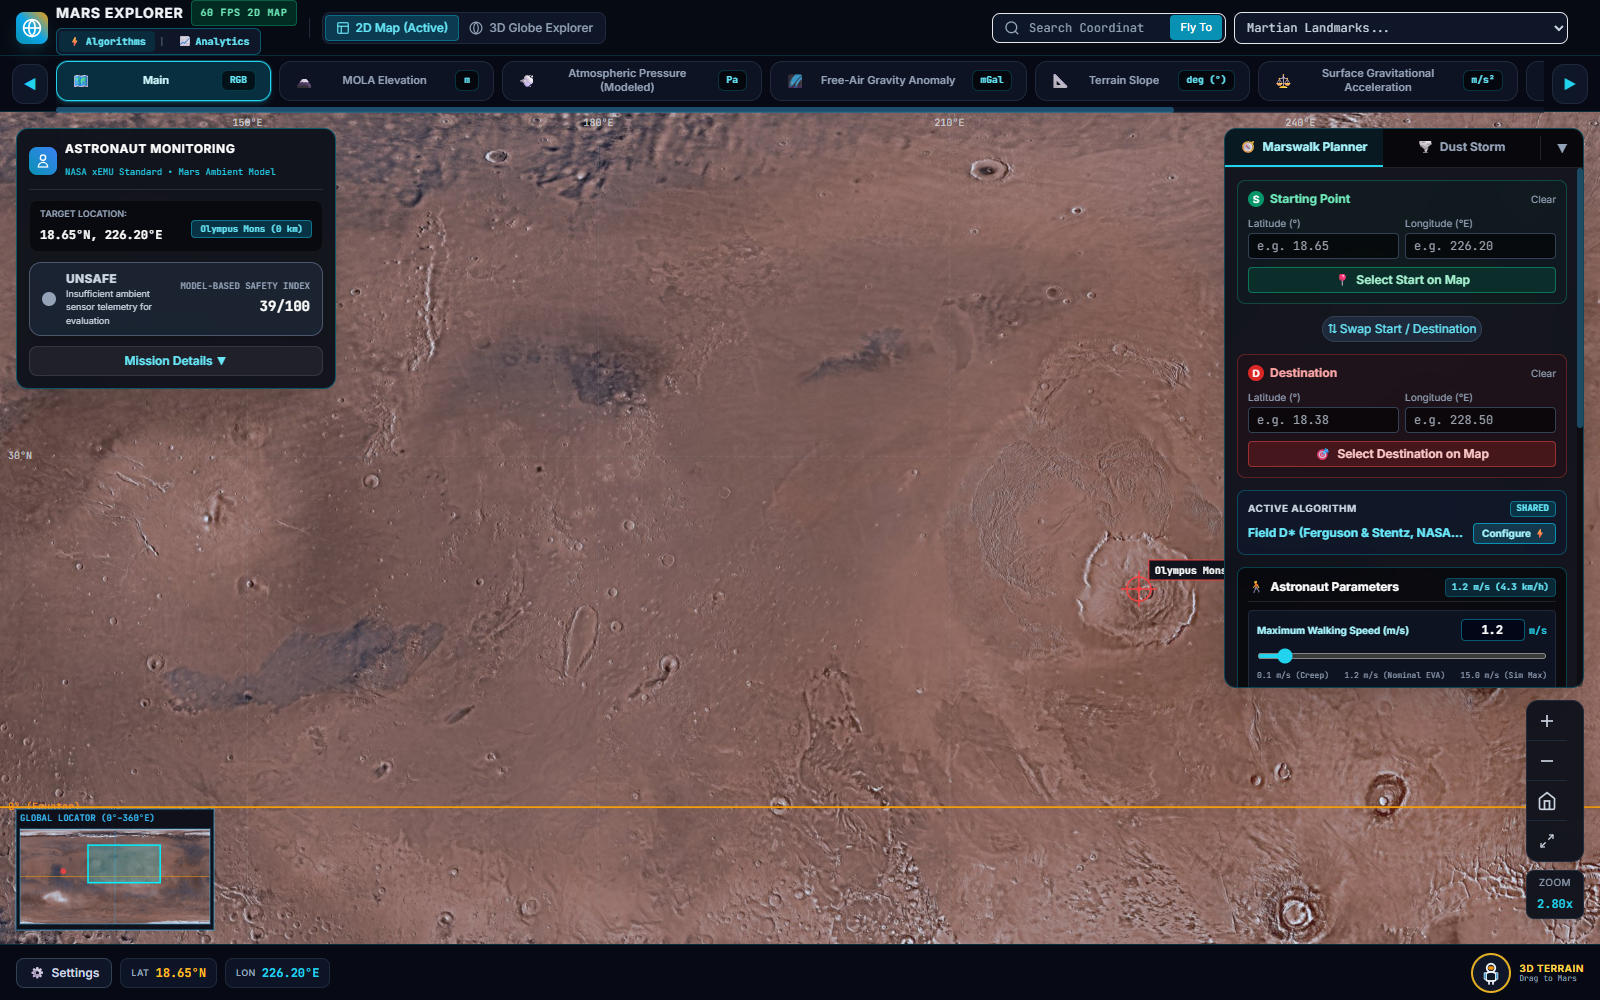 MARS EXPLORER
60 FPS 2D MAP
Algorithms | Analytics
2D Map (Active)
3D Globe Explorer
Search Coordinat
Fly To
Martian Landmarks...
◀
Main
RGB
MOLA Elevation
m
Atmospheric Pressure
(Modeled)
Pa
Free-Air Gravity Anomaly
mGal
Terrain Slope
deg (°)
Surface Gravitational
Acceleration
m/s²
▶
150°E
180°E
210°E
240°E
ASTRONAUT MONITORING
NASA xEMU Standard • Mars Ambient Model
TARGET LOCATION:
18.65°N, 226.20°E
Olympus Mons (0 km)
UNSAFE
Insufficient ambient
sensor telemetry for
evaluation
MODEL-BASED SAFETY INDEX
39/100
Mission Details ▼
Marswalk Planner
Dust Storm
▼
S Starting Point
Clear
Latitude (°)
Longitude (°E)
e.g. 18.65
e.g. 226.20
Select Start on Map
⇅ Swap Start / Destination
D Destination
Clear
Latitude (°)
Longitude (°E)
e.g. 18.38
e.g. 228.50
Select Destination on Map
ACTIVE ALGORITHM
SHARED
Field D* (Ferguson & Stentz, NASA...
Configure
Astronaut Parameters
1.2 m/s (4.3 km/h)
Maximum Walking Speed (m/s)
1.2
m/s
0.1 m/s (Creep)
1.2 m/s (Nominal EVA)
15.0 m/s (Sim Max)
30°N
Olympus Mons
0° (Equator)
GLOBAL LOCATOR (0°-360°E)
+
−
ZOOM
2.80x
Settings
LAT 18.65°N
LON 226.20°E
3D TERRAIN
Drag to Mars